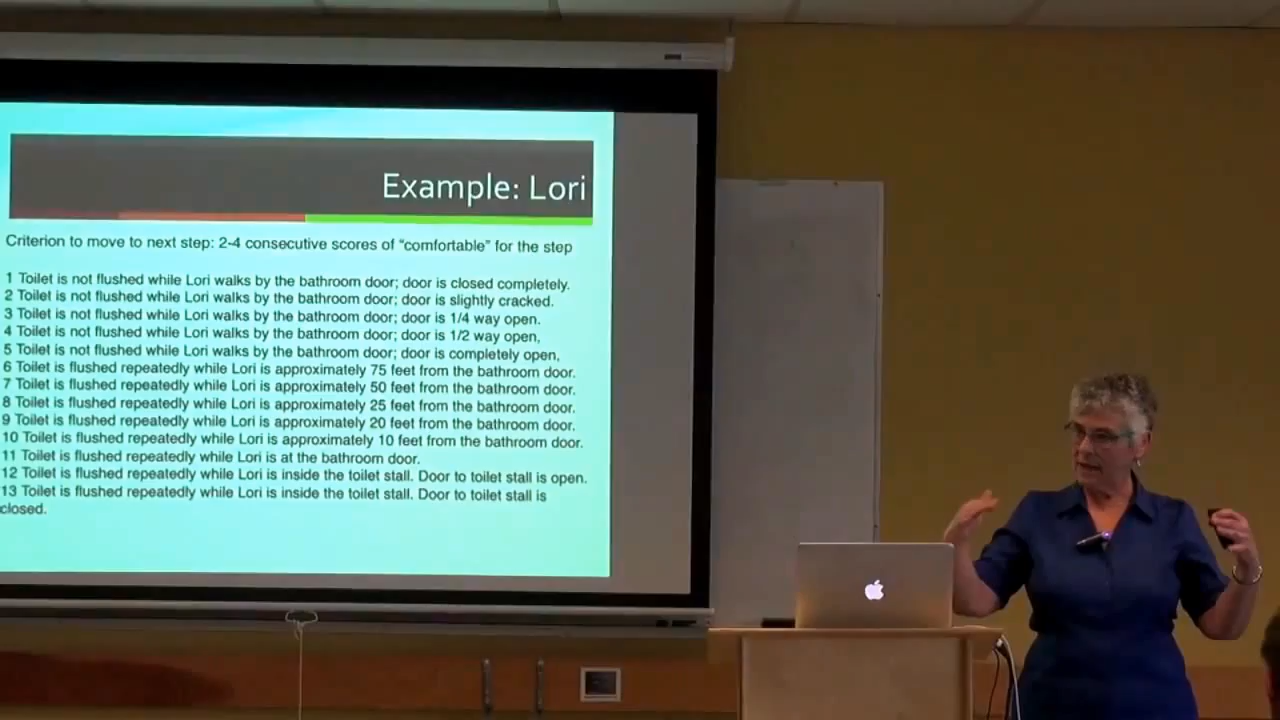 Example: Lori
Criterion to move to next step: 2-4 consecutive scores of “comfortable” for the step
1 Toilet is not flushed while Lori walks by the bathroom door; door is closed completely.
2 Toilet is not flushed while Lori walks by the bathroom door; door is slightly cracked.
3 Toilet is not flushed while Lori walks by the bathroom door; door is 1/4 way open.
4 Toilet is not flushed while Lori walks by the bathroom door; door is 1/2 way open,
5 Toilet is not flushed while Lori walks by the bathroom door; door is completely open,
6 Toilet is flushed repeatedly while Lori is approximately 75 feet from the bathroom door.
7 Toilet is flushed repeatedly while Lori is approximately 50 feet from the bathroom door.
8 Toilet is flushed repeatedly while Lori is approximately 25 feet from the bathroom door.
9 Toilet is flushed repeatedly while Lori is approximately 20 feet from the bathroom door.
10 Toilet is flushed repeatedly while Lori is approximately 10 feet from the bathroom door.
11 Toilet is flushed repeatedly while Lori is at the bathroom door.
12 Toilet is flushed repeatedly while Lori is inside the toilet stall. Door to toilet stall is open.
13 Toilet is flushed repeatedly while Lori is inside the toilet stall. Door to toilet stall is
closed.